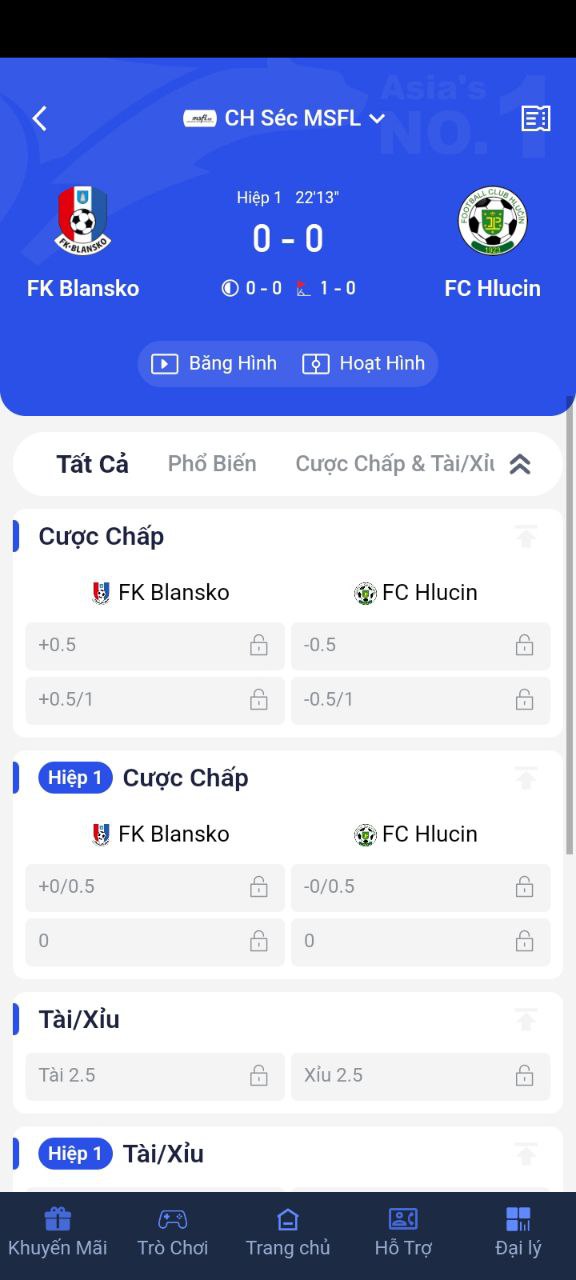 Asia's
NO.1
CH Séc MSFL
Hiệp 1 22'13"
0 - 0
FK Blansko
0 - 0 1 - 0
FC Hlucin
Băng Hình Hoạt Hình
Tất Cả Phổ Biến Cược Chấp & Tài/Xỉu
Cược Chấp
FK Blansko FC Hlucin
+0.5 -0.5
+0.5/1 -0.5/1
Hiệp 1 Cược Chấp
FK Blansko FC Hlucin
+0/0.5 -0/0.5
0 0
Tài/Xỉu
Tài 2.5 Xỉu 2.5
Hiệp 1 Tài/Xỉu
Khuyến Mãi Trò Chơi Trang chủ Hỗ Trợ Đại lý